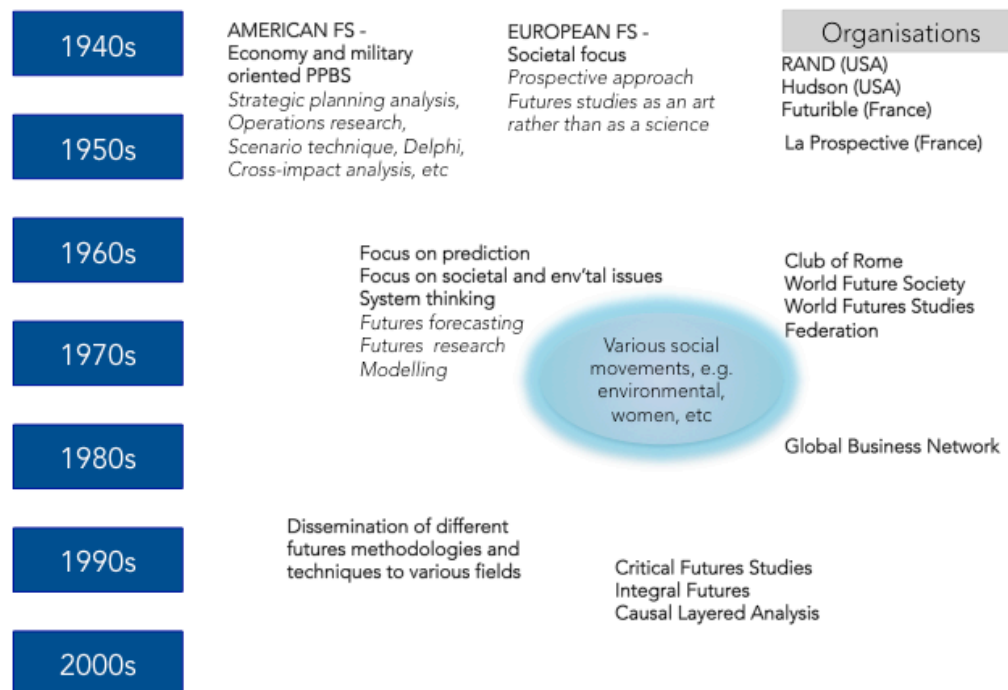 1940s
AMERICAN FS -
Economy and military
oriented PPBS
Strategic planning analysis,
Operations research,
Scenario technique, Delphi,
Cross-impact analysis, etc
EUROPEAN FS -
Societal focus
Prospective approach
Futures studies as an art
rather than as a science
Organisations
RAND (USA)
Hudson (USA)
Futurible (France)
La Prospective (France)
1950s
1960s
Focus on prediction
Focus on societal and env'tal issues
System thinking
Futures forecasting
Futures research
Modelling
Club of Rome
World Future Society
World Futures Studies
Federation
1970s
Various social
movements, e.g.
environmental,
women, etc
1980s
Global Business Network
1990s
Dissemination of different
futures methodologies and
techniques to various fields
Critical Futures Studies
Integral Futures
Causal Layered Analysis
2000s